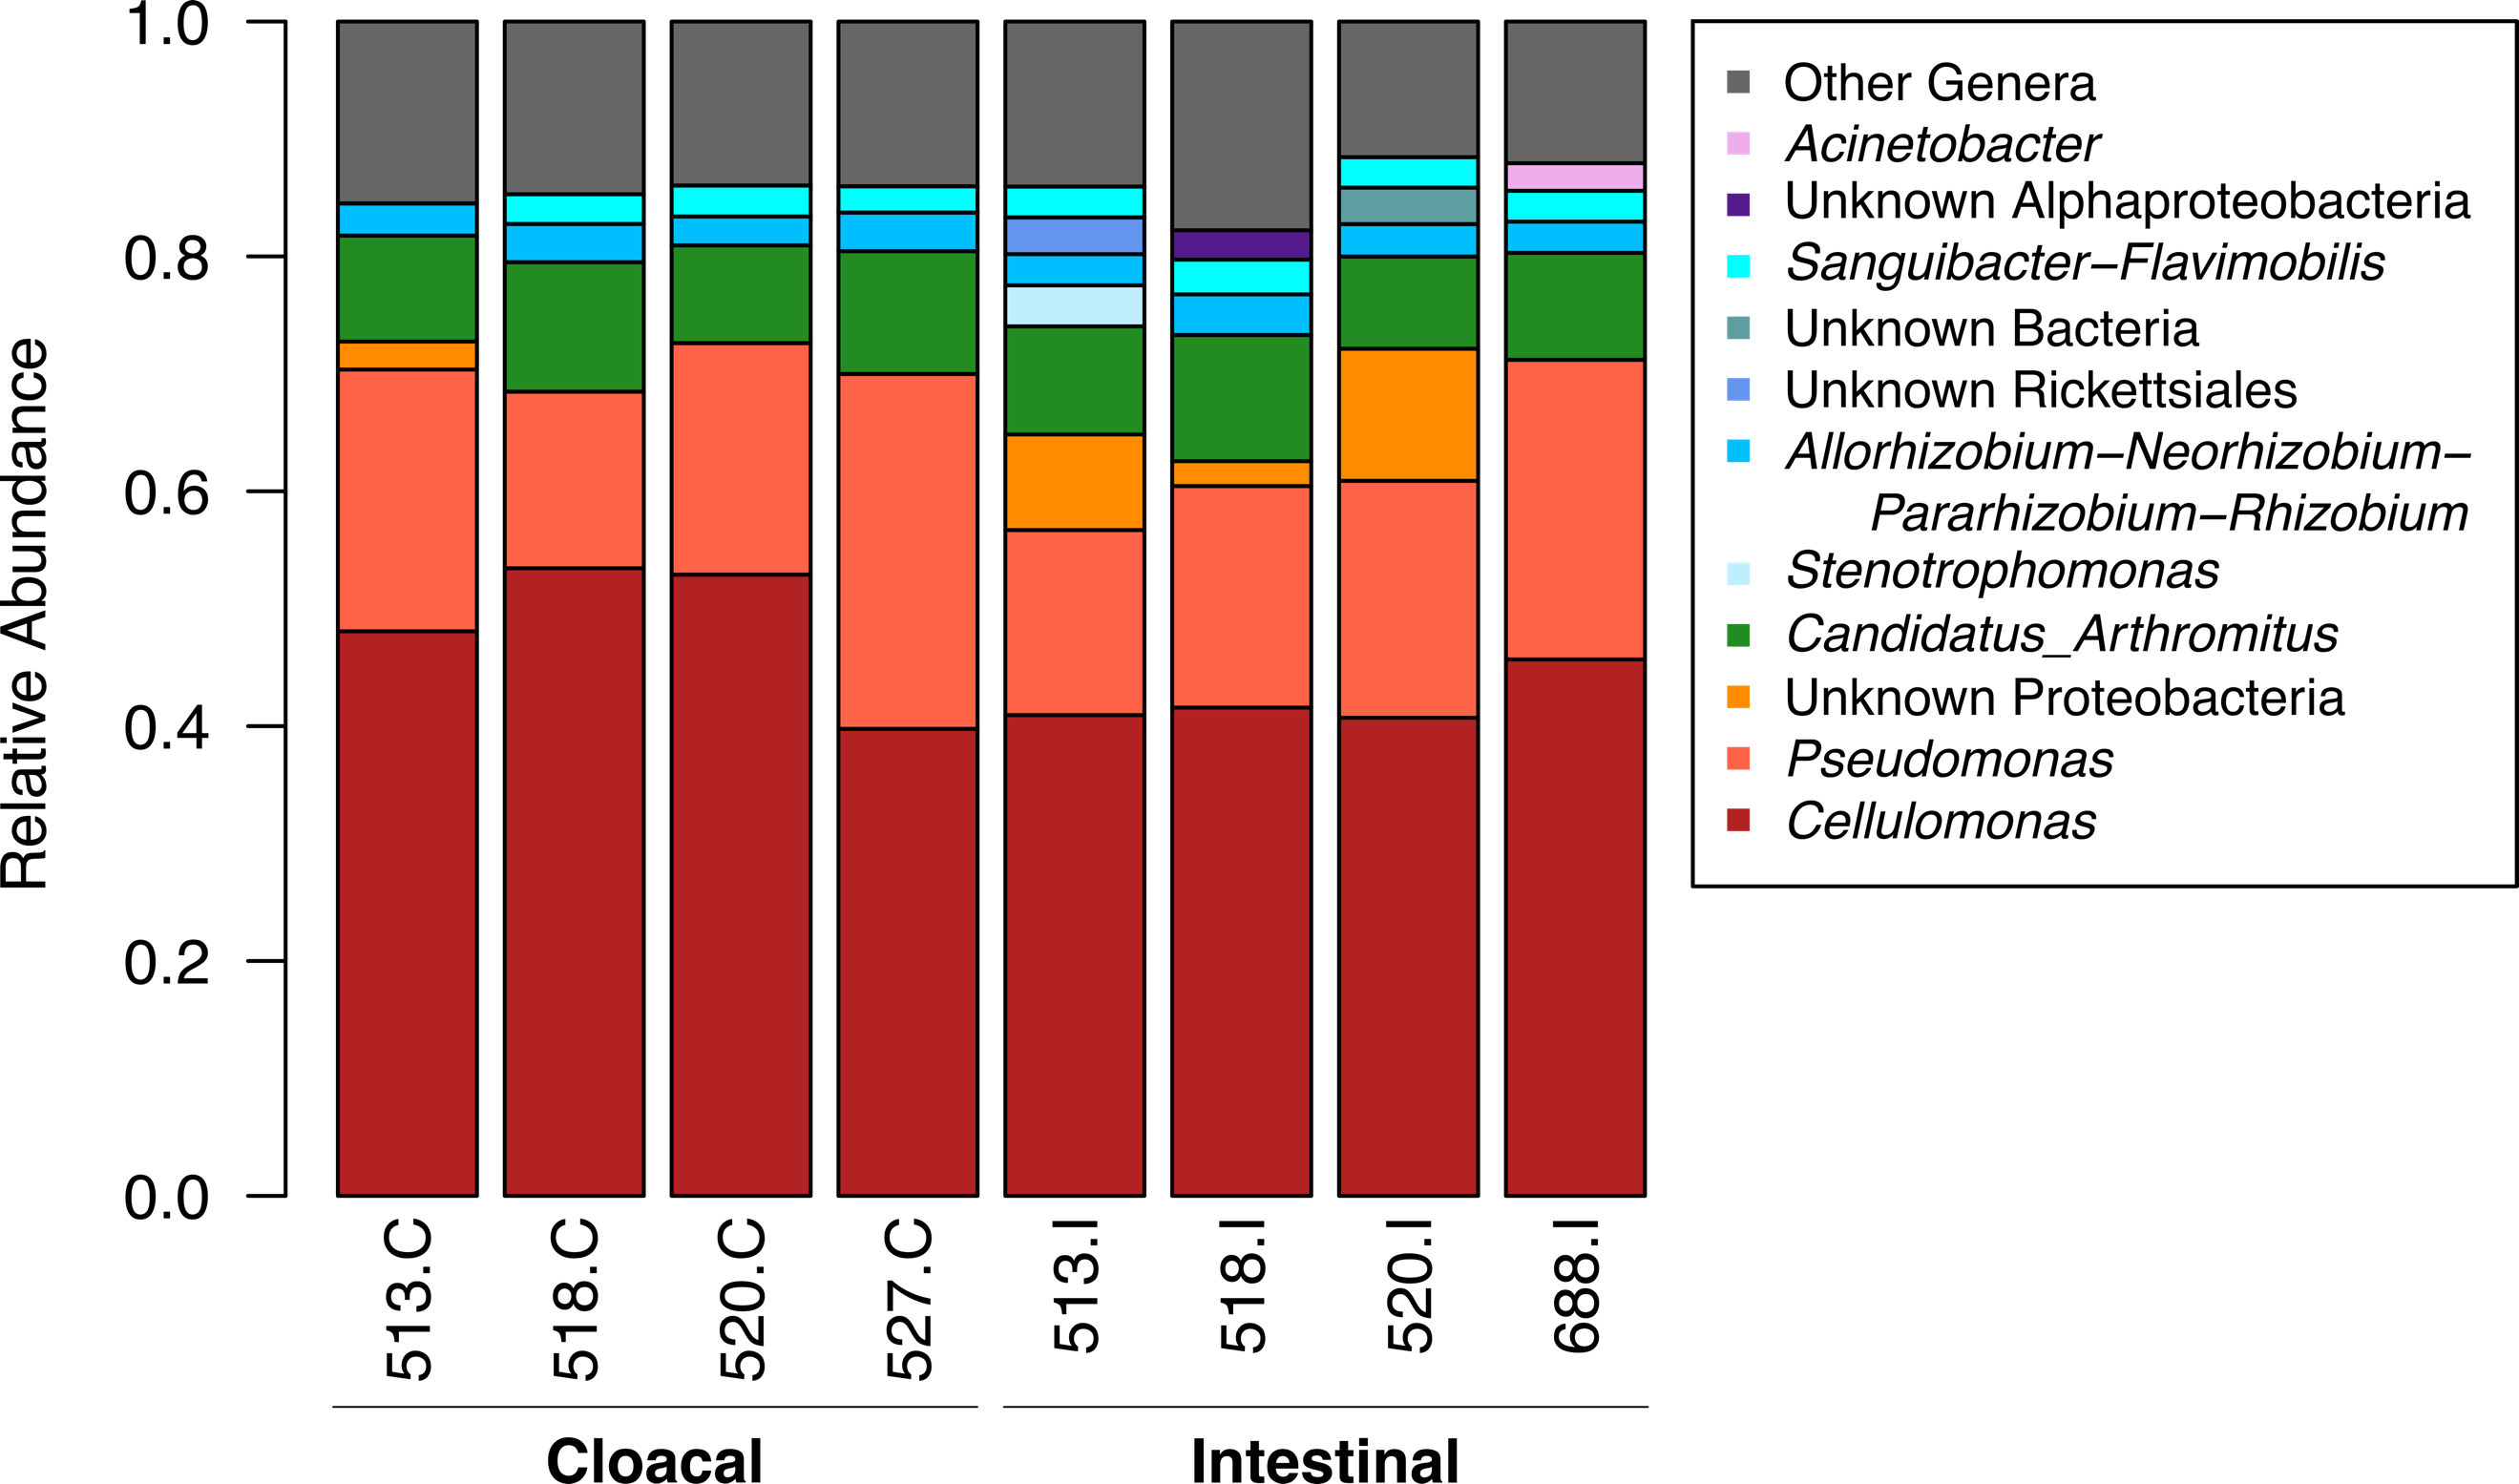 1.0
0.8
0.6
0.4
0.2
0.0
Relative Abundance
513.C
518.C
520.C
527.C
513.I
518.I
520.I
688.I
Cloacal
Intestinal
Other Genera
Acinetobacter
Unknown Alphaproteobacteria
Sanguibacter−Flavimobilis
Unknown Bacteria
Unknown Rickettsiales
Allorhizobium−Neorhizobium−
Pararhizobium−Rhizobium
Stenotrophomonas
Candidatus_Arthromitus
Unknown Proteobacteria
Pseudomonas
Cellulomonas